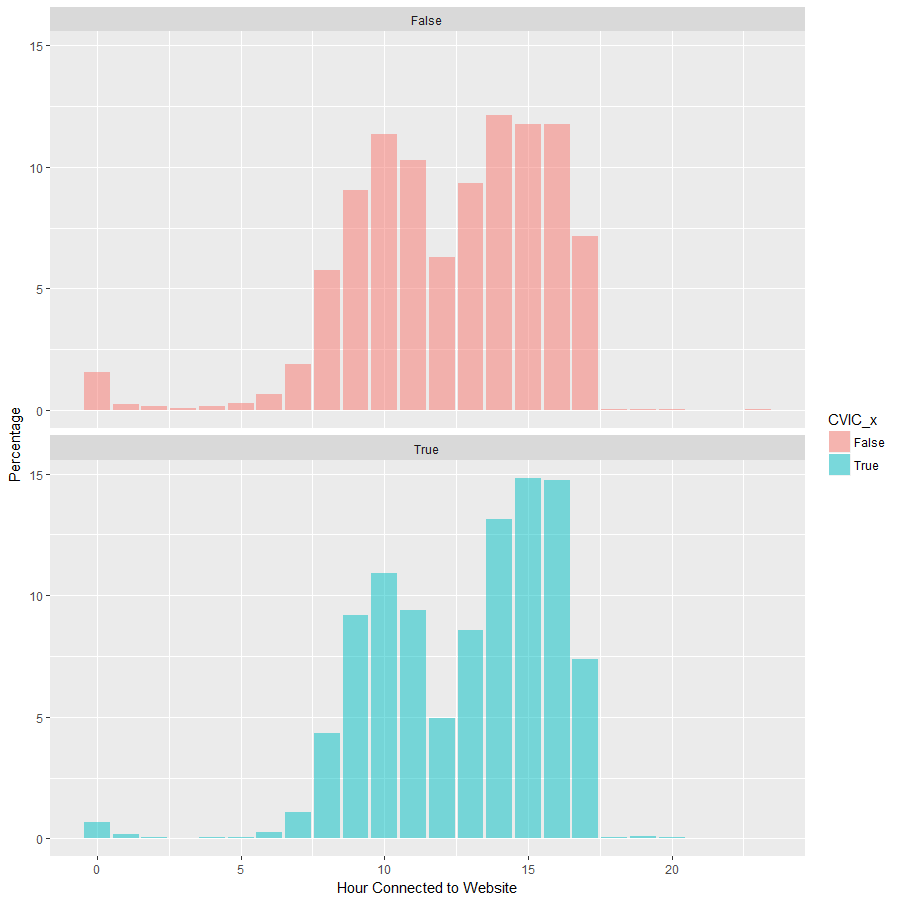 False
15
10
5
0
True
15
10
5
0
0 5 10 15 20
Hour Connected to Website
Percentage
CVIC_x
False
True